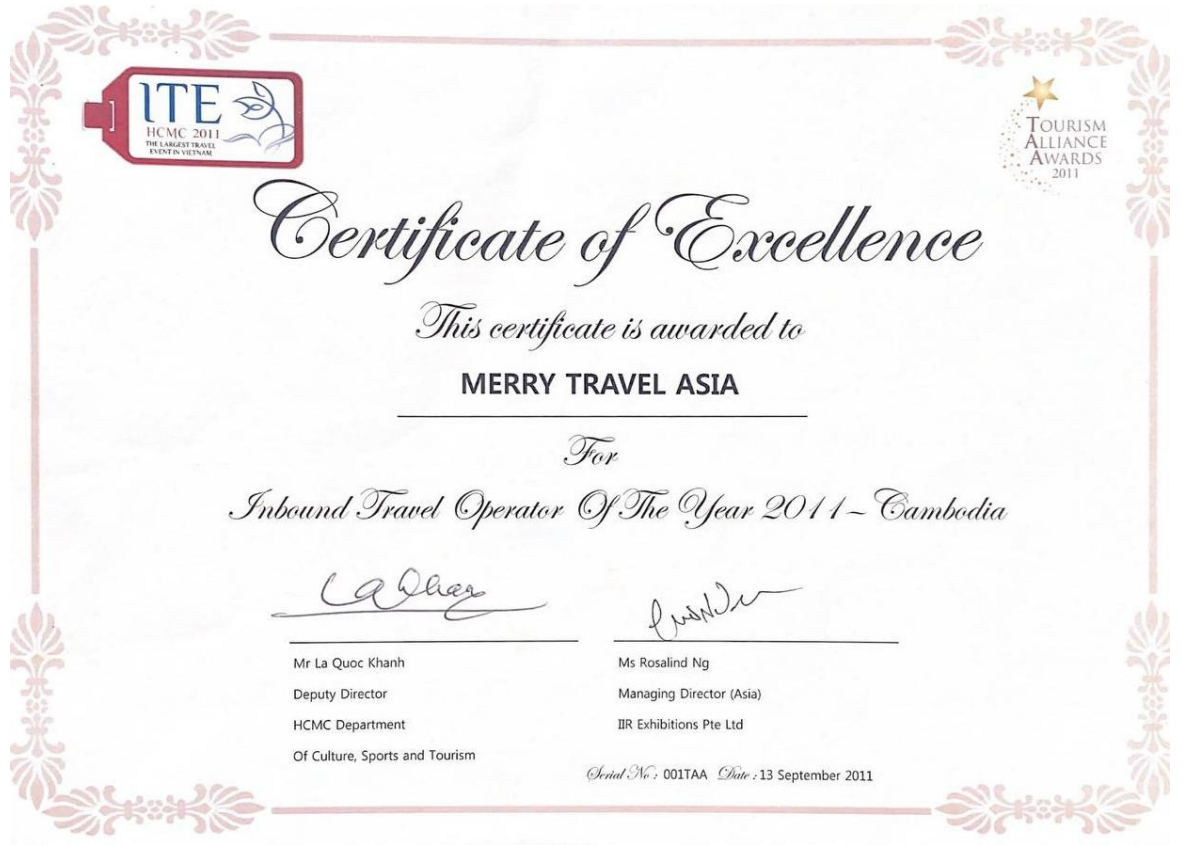 ITE
HCMC 2011
THE LARGEST TRAVEL
EVENT IN VIETNAM
TOURISM
ALLIANCE
AWARDS
2011
Certificate of Excellence
This certificate is awarded to
MERRY TRAVEL ASIA
For
Inbound Travel Operator Of The Year 2011 – Cambodia
Mr La Quoc Khanh
Deputy Director
HCMC Department
Of Culture, Sports and Tourism
Ms Rosalind Ng
Managing Director (Asia)
IIR Exhibitions Pte Ltd
Serial No : 001TAA Date : 13 September 2011